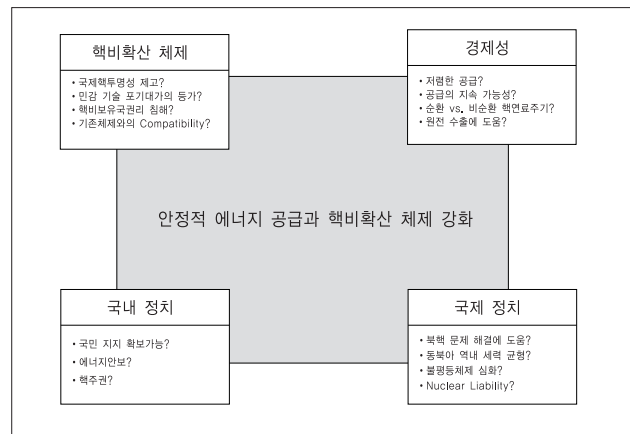 핵비확산 체제
• 국제핵투명성 제고?
• 민감 기술 포기대가의 등가?
• 핵비보유국권리 침해?
• 기존체제와의 Compatibility?
경제성
• 저렴한 공급?
• 공급의 지속 가능성?
• 순환 vs. 비순환 핵연료주기?
• 원전 수출에 도움?
안정적 에너지 공급과 핵비확산 체제 강화
국내 정치
• 국민 지지 확보가능?
• 에너지안보?
• 핵주권?
국제 정치
• 북핵 문제 해결에 도움?
• 동북아 역내 세력 균형?
• 불평등체제 심화?
• Nuclear Liability?